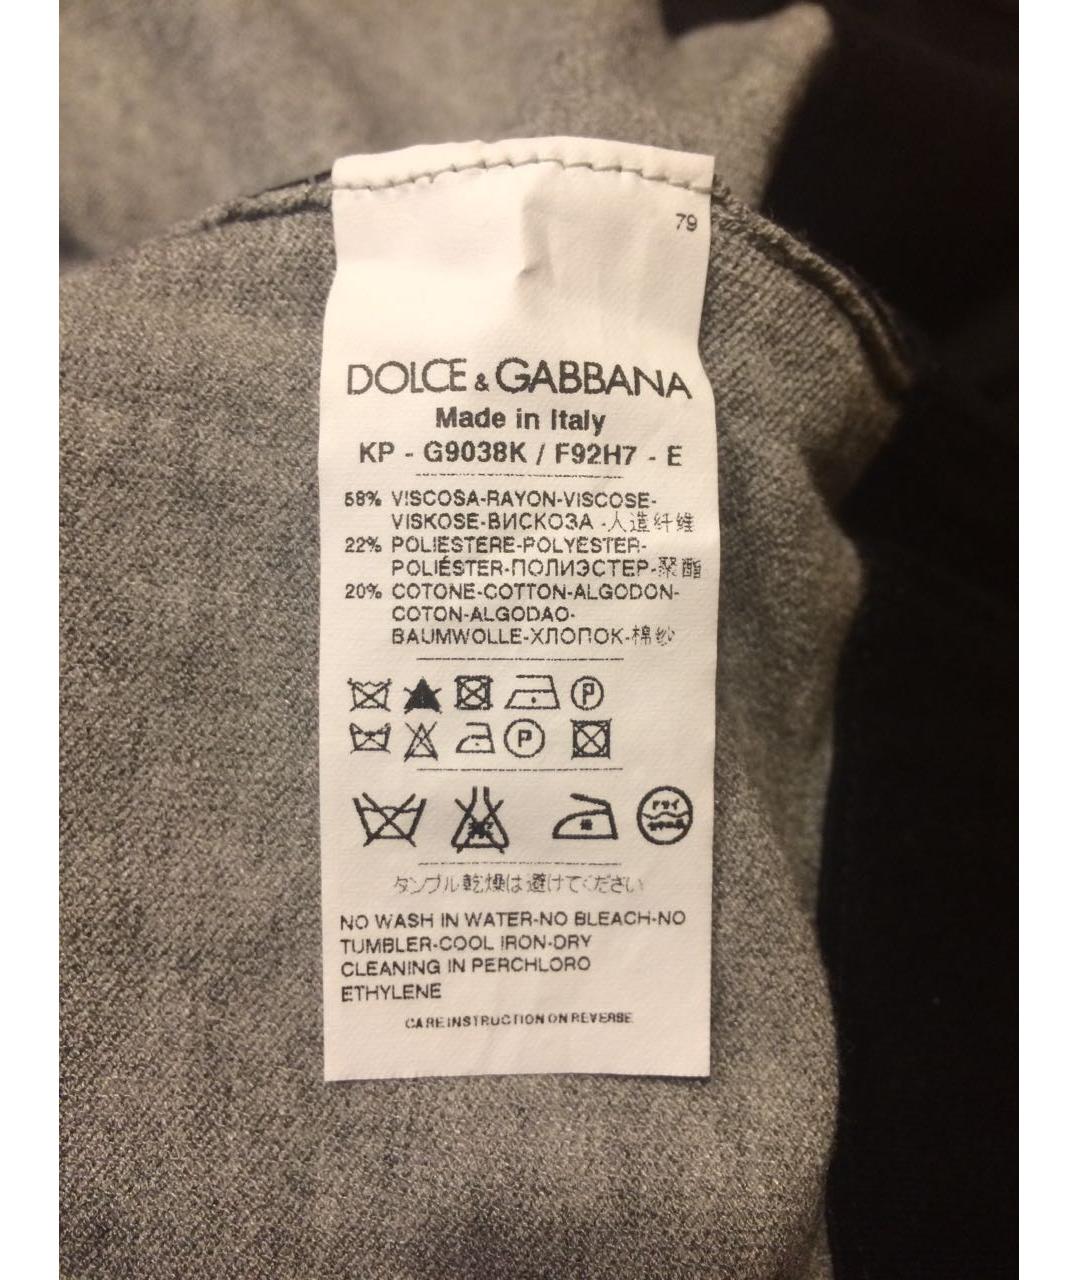 79
DOLCE & GABBANA
Made in Italy
KP - G9038K / F92H7 - E
58% VISCOSA-RAYON-VISCOSE-
VISKOSE-ВИСКОЗА -人造纤维
22% POLIESTERE-POLYESTER-
POLIÉSTER-ПОЛИЭСТЕР-聚酯
20% COTONE-COTTON-ALGODON-
COTON-ALGODAO-
BAUMWOLLE-ХЛОПОК-棉纱
P
P
ドライ
タンブル乾燥は避けてください
NO WASH IN WATER-NO BLEACH-NO
TUMBLER-COOL IRON-DRY
CLEANING IN PERCHLORO
ETHYLENE
CARE INSTRUCTION ON REVERSE